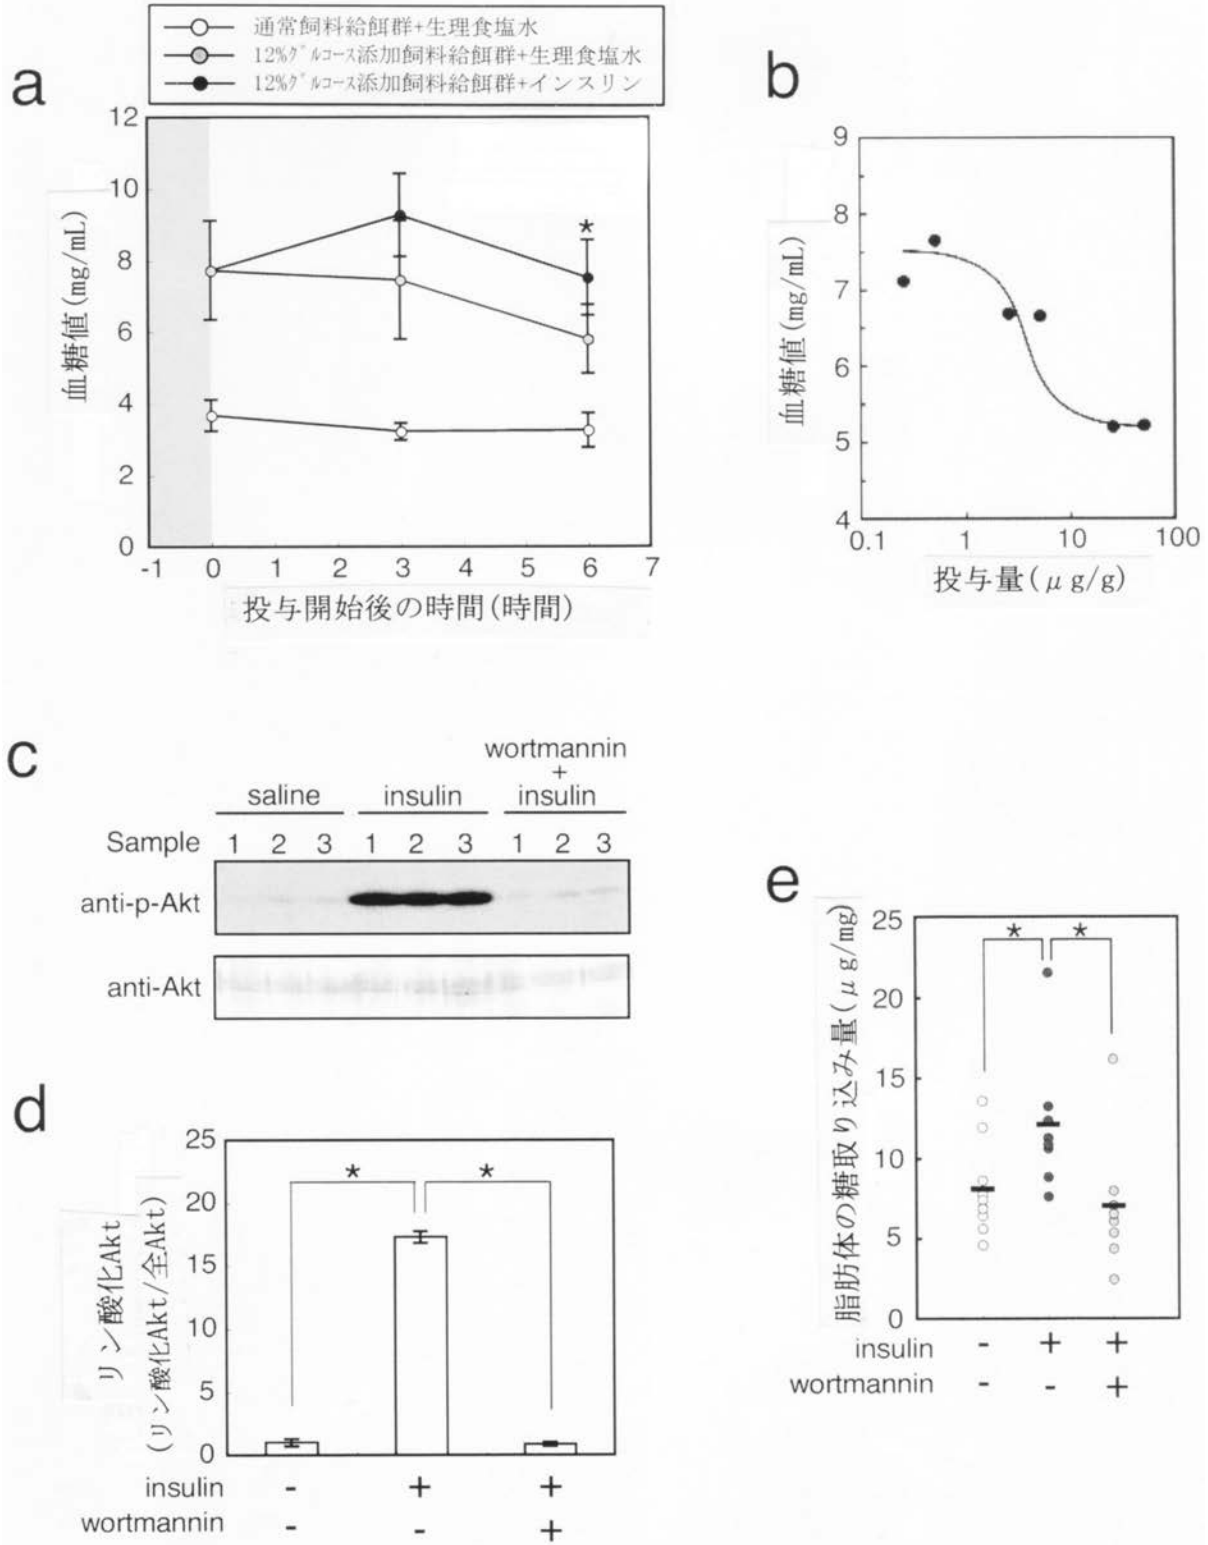 通常飼料給餌群+生理食塩水
12%ｸﾞﾙｺｰｽ添加飼料給餌群+生理食塩水
12%ｸﾞﾙｺｰｽ添加飼料給餌群+インスリン
a
12
10
8
6
4
2
0
血糖値(mg/mL)
*
-1 0 1 2 3 4 5 6 7
投与開始後の時間(時間)
b
9
8
7
6
5
4
血糖値(mg/mL)
0.1 1 10 100
投与量(μg/g)
c
wortmannin
+
saline insulin insulin
Sample 1 2 3 1 2 3 1 2 3
anti-p-Akt
anti-Akt
d
25
20
15
10
5
0
リン酸化Akt
(リン酸化Akt/全Akt)
* *
insulin - + +
wortmannin - - +
e
25
20
15
10
5
0
脂肪体の糖取り込み量(μg/mg)
* *
insulin - + +
wortmannin - - +